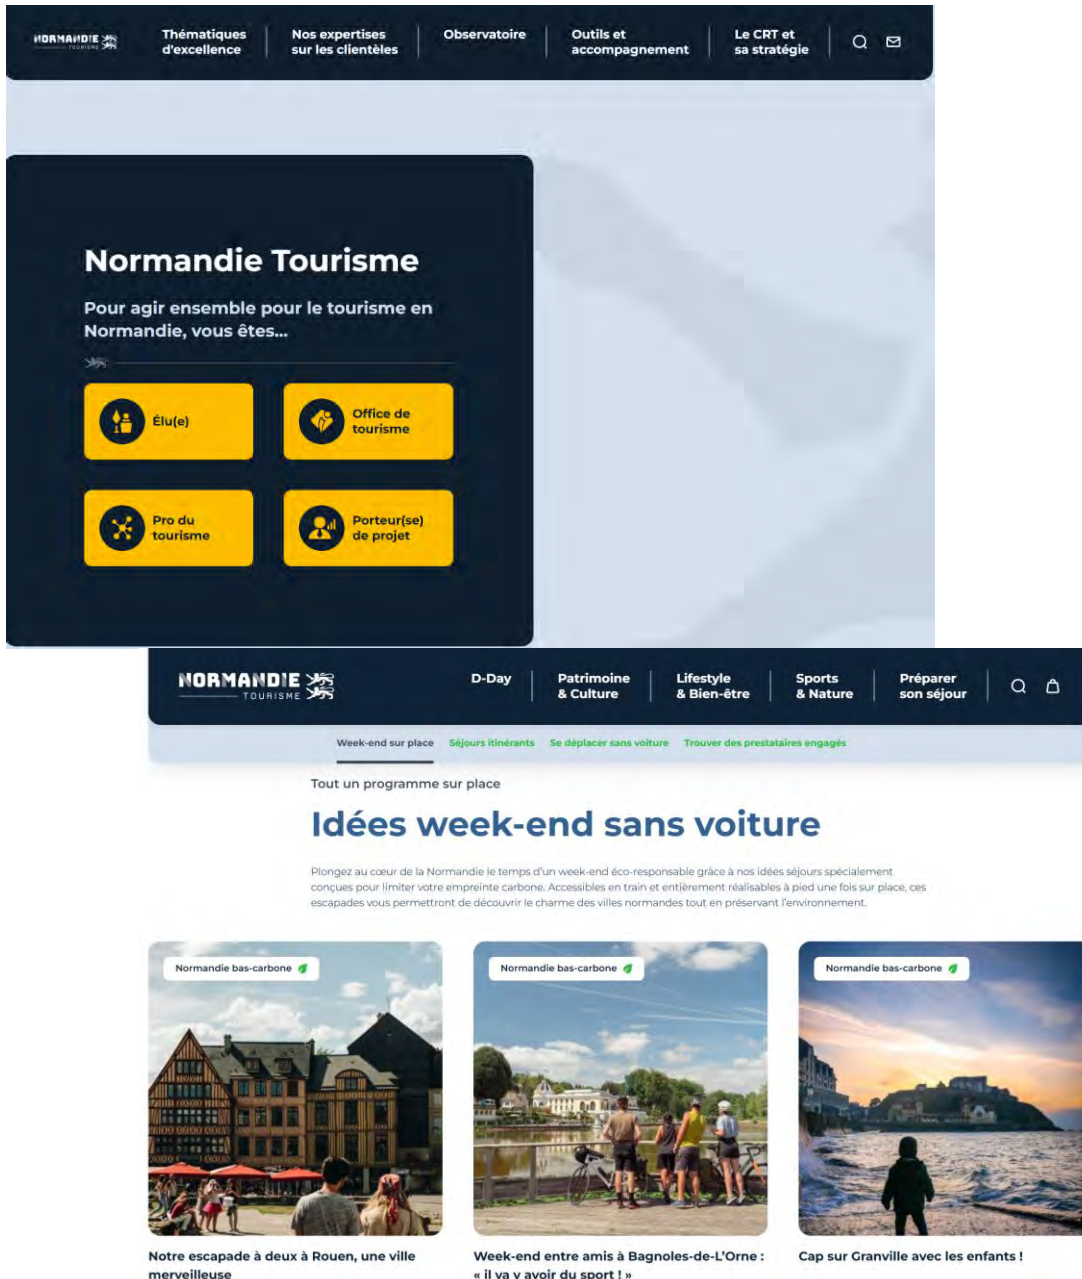 NORMANDIE
TOURISME
Thématiques
d'excellence
Nos expertises
sur les clientèles
Observatoire
Outils et
accompagnement
Le CRT et
sa stratégie
Normandie Tourisme
Pour agir ensemble pour le tourisme en
Normandie, vous êtes...
Élu(e)
Office de
tourisme
Pro du
tourisme
Porteur(se)
de projet
NORMANDIE
TOURISME
D-Day
Patrimoine
& Culture
Lifestyle
& Bien-être
Sports
& Nature
Préparer
son séjour
Week-end sur place
Séjours itinérants
Se déplacer sans voiture
Trouver des prestataires engagés
Tout un programme sur place
Idées week-end sans voiture
Plongez au cœur de la Normandie le temps d'un week-end éco-responsable grâce à nos idées séjours spécialement
conçues pour limiter votre empreinte carbone. Accessibles en train et entièrement réalisables à pied une fois sur place, ces
escapades vous permettront de découvrir le charme des villes normandes tout en préservant l'environnement.
Normandie bas-carbone
Normandie bas-carbone
Normandie bas-carbone
Notre escapade à deux à Rouen, une ville
merveilleuse
Week-end entre amis à Bagnoles-de-L'Orne :
« il va y avoir du sport ! »
Cap sur Granville avec les enfants !